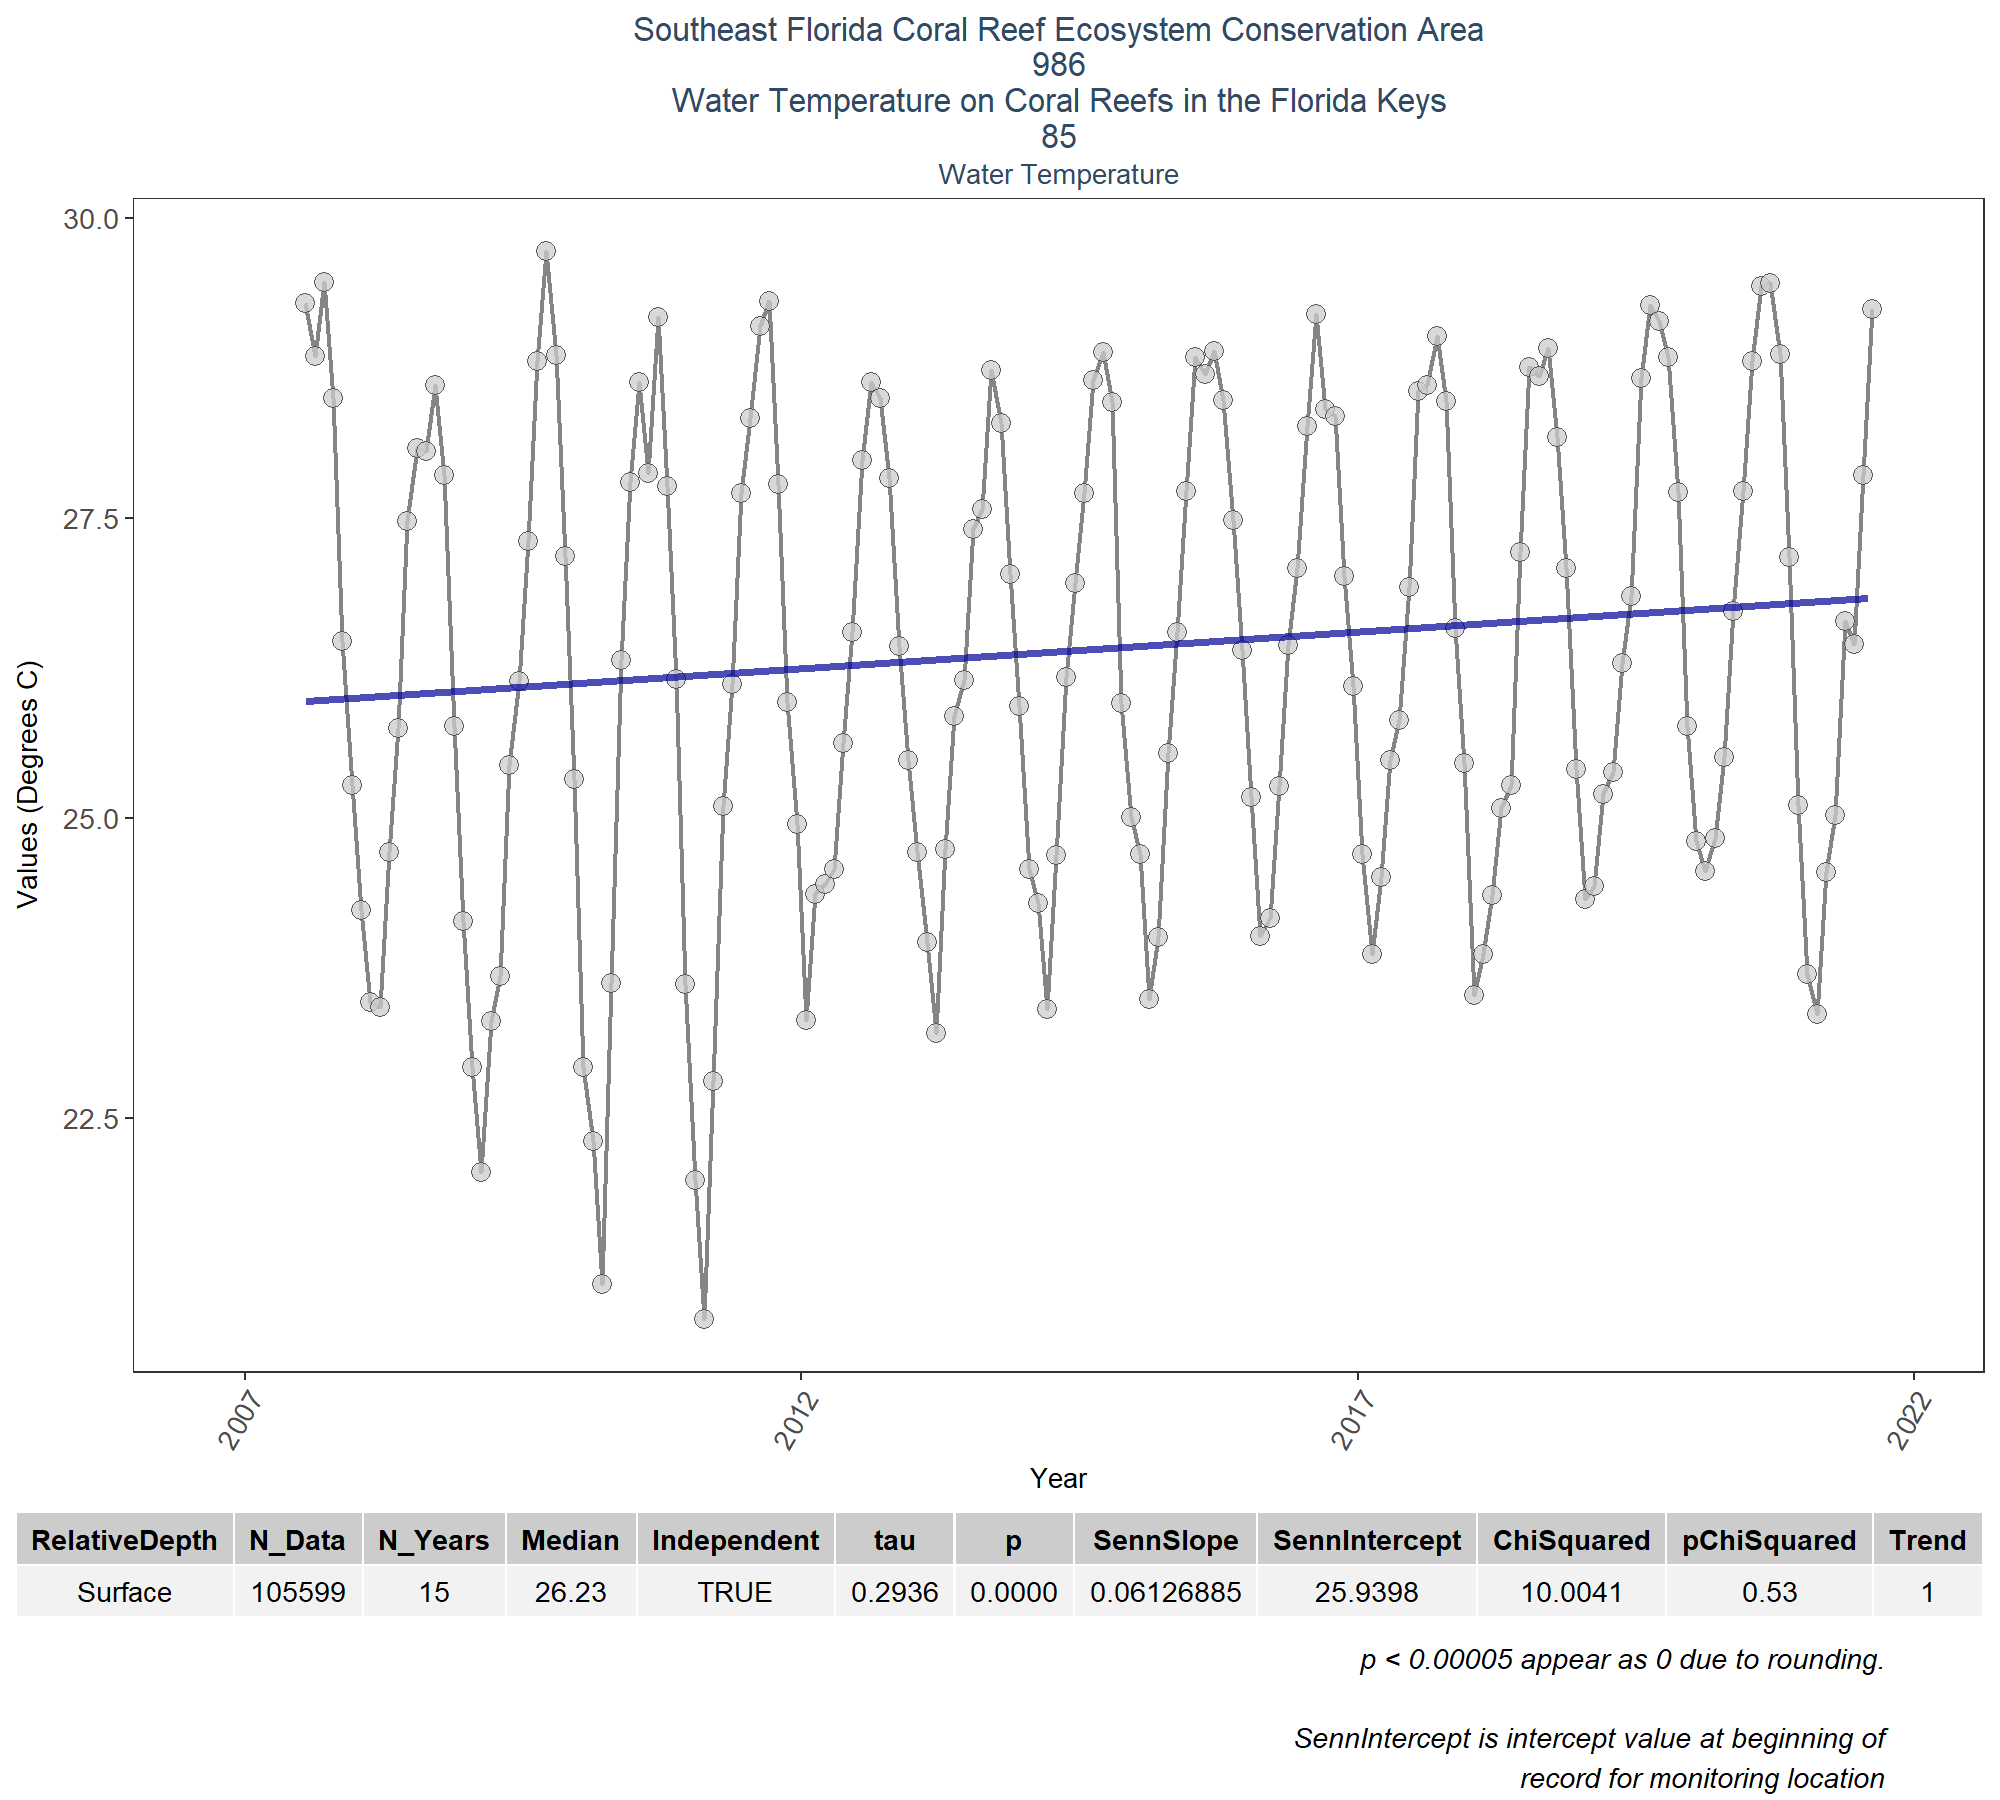 Southeast Florida Coral Reef Ecosystem Conservation Area
986
Water Temperature on Coral Reefs in the Florida Keys
85
Water Temperature
30.0
27.5
25.0
22.5
Values (Degrees C)
2007
2012
2017
2022
Year
RelativeDepth N_Data N_Years Median Independent tau p SennSlope SennIntercept ChiSquared pChiSquared Trend
Surface 105599 15 26.23 TRUE 0.2936 0.0000 0.06126885 25.9398 10.0041 0.53 1
p < 0.00005 appear as 0 due to rounding.
SennIntercept is intercept value at beginning of
record for monitoring location